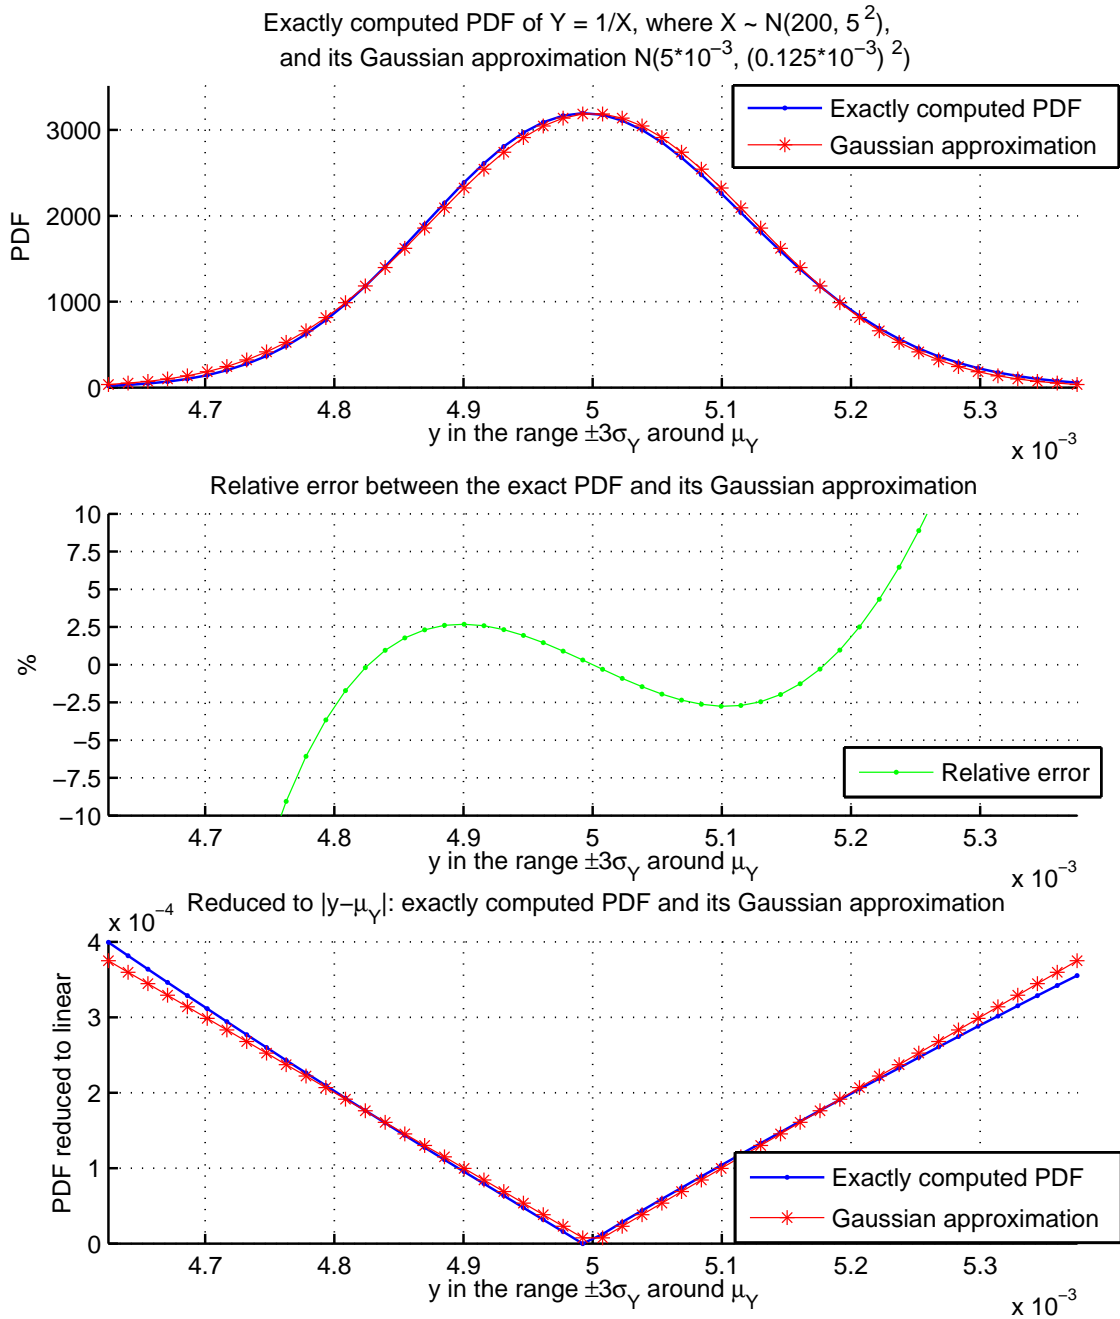 Exactly computed PDF of Y = 1/X, where X ~ N(200, 5²),
and its Gaussian approximation N(5*10⁻³, (0.125*10⁻³)²)
PDF
3000
2000
1000
0
Exactly computed PDF
Gaussian approximation
4.7 4.8 4.9 5 5.1 5.2 5.3
y in the range ±3σ_Y around μ_Y
x 10⁻³
Relative error between the exact PDF and its Gaussian approximation
%
10
7.5
5
2.5
0
−2.5
−5
−7.5
−10
Relative error
4.7 4.8 4.9 5 5.1 5.2 5.3
y in the range ±3σ_Y around μ_Y
x 10⁻³
x 10⁻⁴
Reduced to |y−μ_Y|: exactly computed PDF and its Gaussian approximation
PDF reduced to linear
4
3
2
1
0
Exactly computed PDF
Gaussian approximation
4.7 4.8 4.9 5 5.1 5.2 5.3
y in the range ±3σ_Y around μ_Y
x 10⁻³